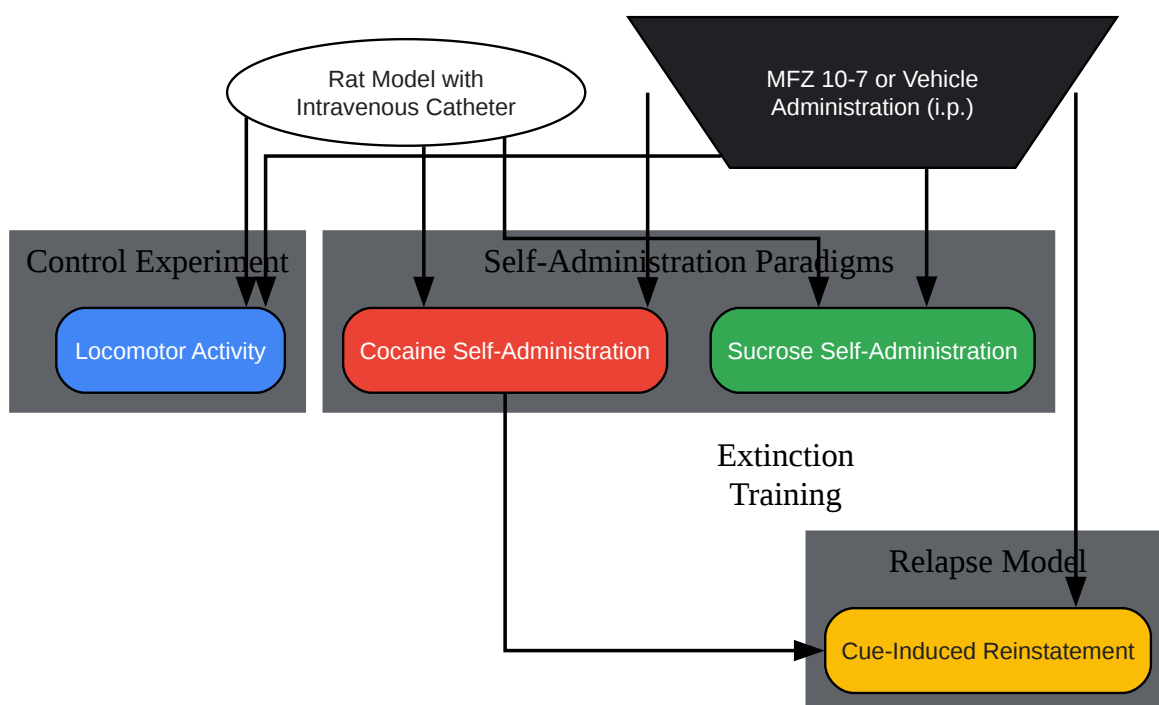 Rat Model with
Intravenous Catheter
MFZ 10-7 or Vehicle
Administration (i.p.)
Control Experiment
Self-Administration Paradigms
Locomotor Activity
Cocaine Self-Administration
Sucrose Self-Administration
Extinction
Training
Relapse Model
Cue-Induced Reinstatement